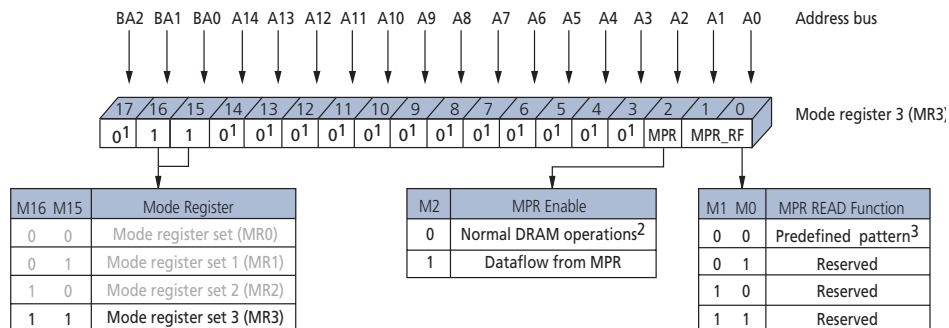 BA2 BA1 BA0 A14 A13 A12 A11 A10 A9 A8 A7 A6 A5 A4 A3 A2 A1 A0 Address bus
17 16 15 14 13 12 11 10 9 8 7 6 5 4 3 2 1 0 Mode register 3 (MR3)
0¹ 1 1 0¹ 0¹ 0¹ 0¹ 0¹ 0¹ 0¹ 0¹ 0¹ 0¹ 0¹ 0¹ MPR MPR_RF
M16 M15 Mode Register
0 0 Mode register set (MR0)
0 1 Mode register set 1 (MR1)
1 0 Mode register set 2 (MR2)
1 1 Mode register set 3 (MR3)
M2 MPR Enable
0 Normal DRAM operations²
1 Dataflow from MPR
M1 M0 MPR READ Function
0 0 Predefined pattern³
0 1 Reserved
1 0 Reserved
1 1 Reserved